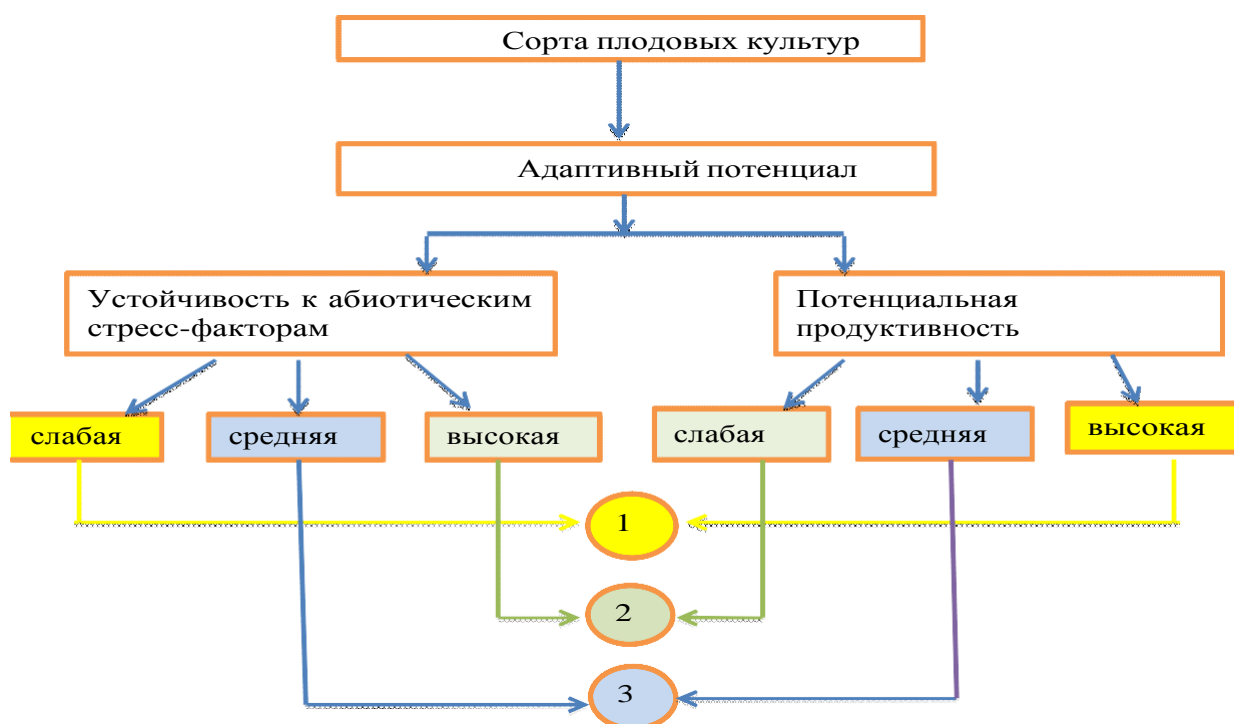 Сорта плодовых культур
Адаптивный потенциал
Устойчивость к абиотическим
стресс-факторам
Потенциальная
продуктивность
слабая
средняя
высокая
слабая
средняя
высокая
1
2
3